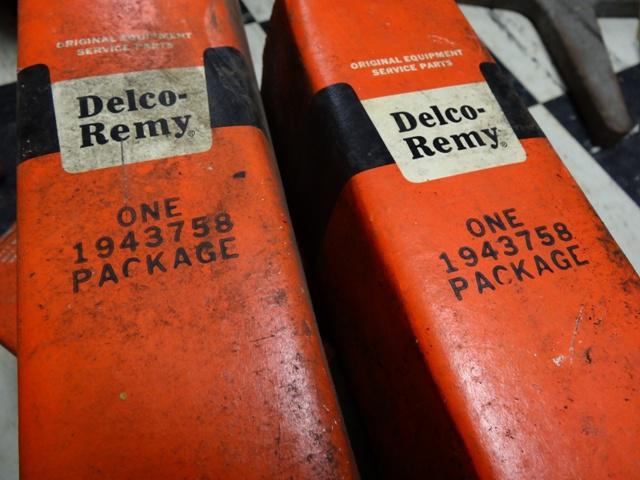 ORIGINAL EQUIPMENT
SERVICE PARTS
Delco-
Remy®
ONE
1943758
PACKAGE
ORIGINAL EQUIPMENT
SERVICE PARTS
Delco-
Remy®
ONE
1943758
PACKAGE